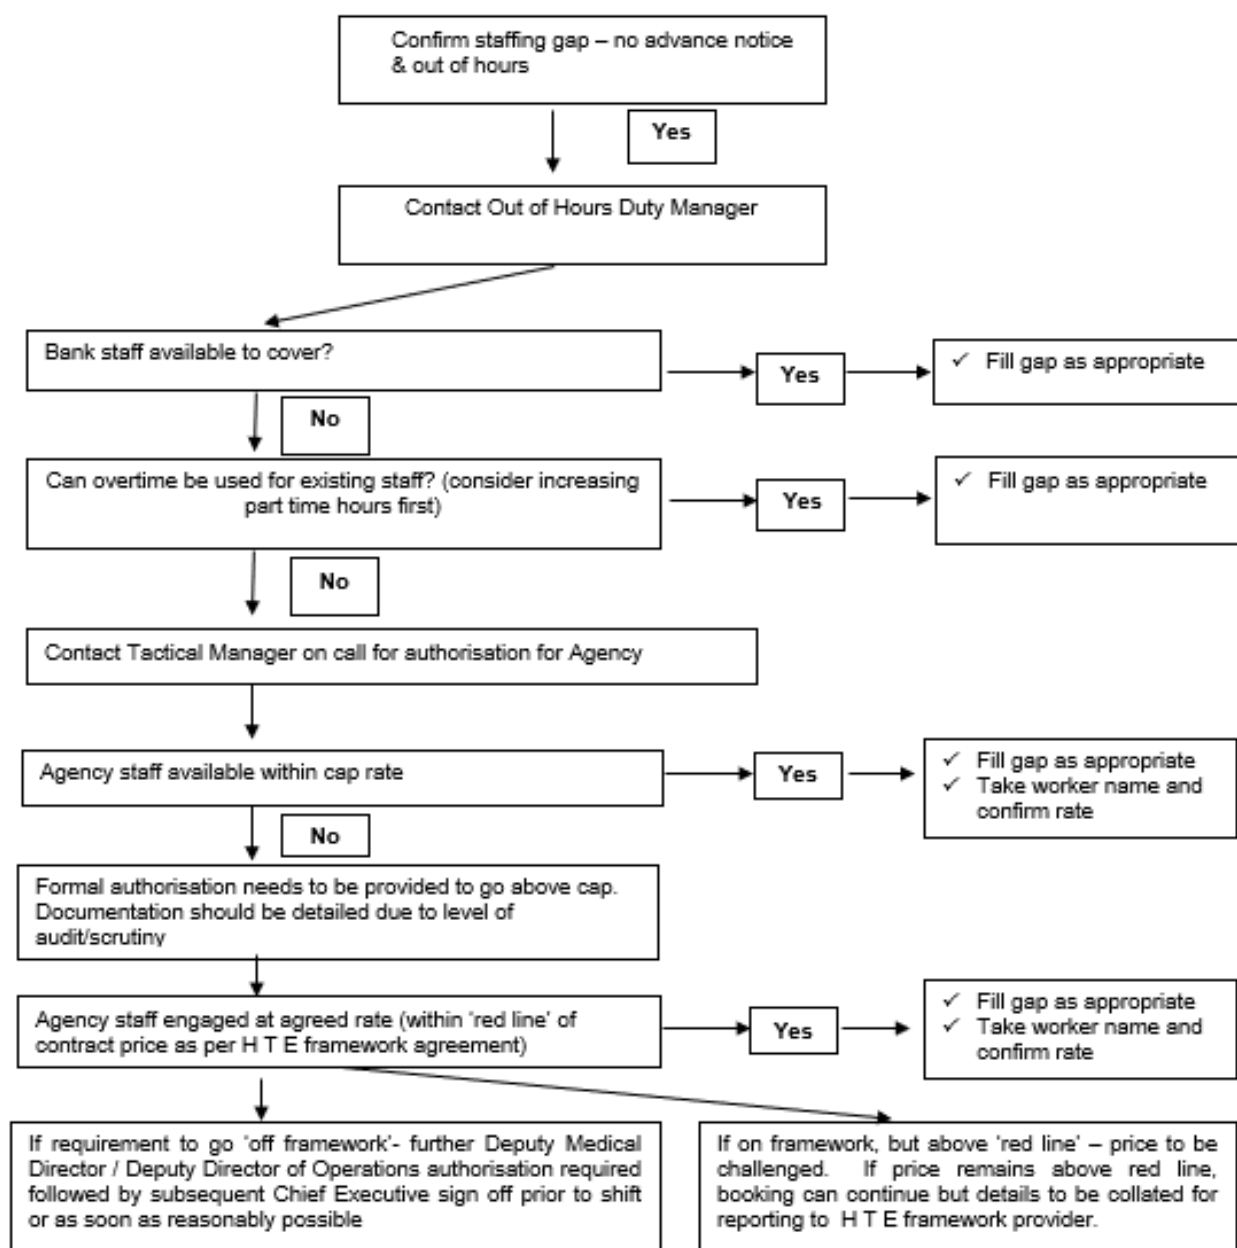 Confirm staffing gap – no advance notice
& out of hours
Yes
Contact Out of Hours Duty Manager
Bank staff available to cover?
Yes
✓ Fill gap as appropriate
No
Can overtime be used for existing staff? (consider increasing
part time hours first)
Yes
✓ Fill gap as appropriate
No
Contact Tactical Manager on call for authorisation for Agency
Agency staff available within cap rate
Yes
✓ Fill gap as appropriate
✓ Take worker name and
confirm rate
No
Formal authorisation needs to be provided to go above cap.
Documentation should be detailed due to level of
audit/scrutiny
Agency staff engaged at agreed rate (within ‘red line’ of
contract price as per H T E framework agreement)
Yes
✓ Fill gap as appropriate
✓ Take worker name and
confirm rate
If requirement to go ‘off framework’- further Deputy Medical
Director / Deputy Director of Operations authorisation required
followed by subsequent Chief Executive sign off prior to shift
or as soon as reasonably possible
If on framework, but above ‘red line’ – price to be
challenged. If price remains above red line,
booking can continue but details to be collated for
reporting to H T E framework provider.